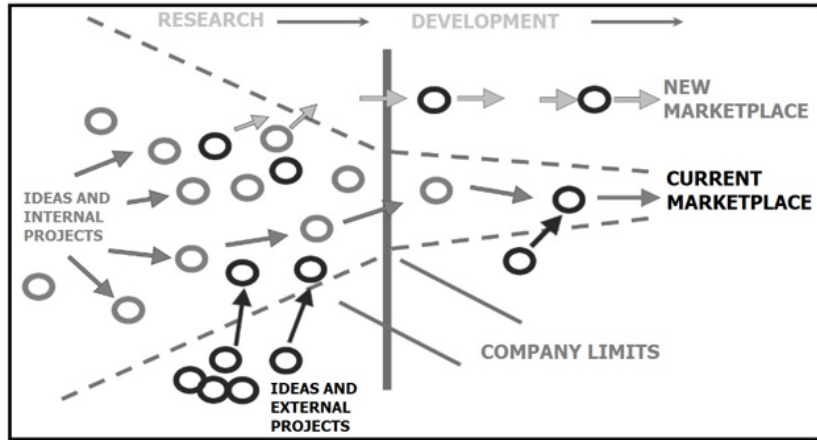 RESEARCH
DEVELOPMENT
NEW
MARKETPLACE
CURRENT
MARKETPLACE
IDEAS AND
INTERNAL
PROJECTS
COMPANY LIMITS
IDEAS AND
EXTERNAL
PROJECTS